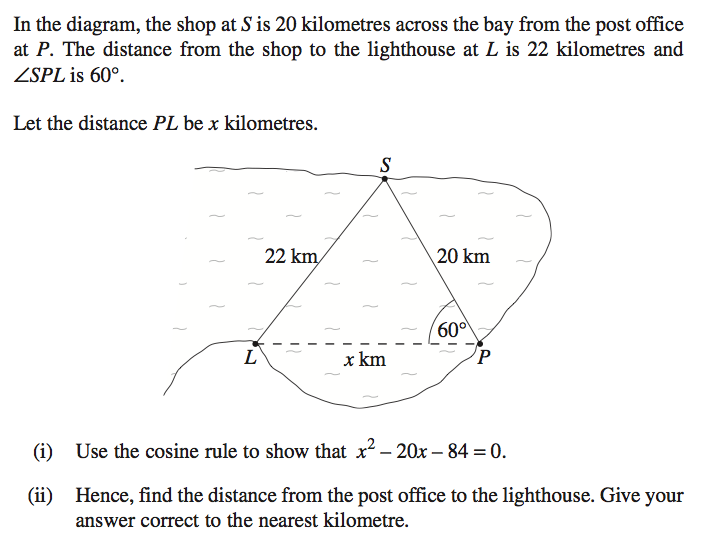 In the diagram, the shop at S is 20 kilometres across the bay from the post office
at P. The distance from the shop to the lighthouse at L is 22 kilometres and
∠SPL is 60°.
Let the distance PL be x kilometres.
S
22 km
20 km
60°
L
x km
P
(i) Use the cosine rule to show that x² – 20x – 84 = 0.
(ii) Hence, find the distance from the post office to the lighthouse. Give your
answer correct to the nearest kilometre.